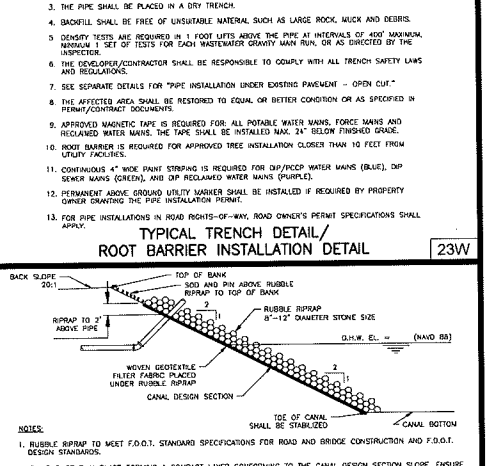 3. THE PIPE SHALL BE PLACED IN A DRY TRENCH.
4. BACKFILL SHALL BE FREE OF UNSUITABLE MATERIAL SUCH AS LARGE ROCK, MUCK AND DEBRIS.
5 DENSITY TESTS ARE REQUIRED IN 1 FOOT LIFTS ABOVE THE PIPE AT INTERVALS OF 400' MAXIMUM,
MINIMUM 1 SET OF TESTS FOR EACH WASTEWATER GRAVITY MAIN RUN, OR AS DIRECTED BY THE
INSPECTOR.
6. THE DEVELOPER/CONTRACTOR SHALL BE RESPONSIBLE TO COMPLY WITH ALL TRENCH SAFETY LAWS
AND REGULATIONS.
7. SEE SEPARATE DETAILS FOR "PIPE INSTALLATION UNDER EXISTING PAVEMENT - OPEN CUT."
8. THE AFFECTED AREA SHALL BE RESTORED TO EQUAL OR BETTER CONDITION OR AS SPECIFIED IN
PERMIT/CONTRACT DOCUMENTS.
9. APPROVED MAGNETIC TAPE IS REQUIRED FOR: ALL POTABLE WATER MAINS, FORCE MAINS AND
RECLAIMED WATER MAINS. THE TAPE SHALL BE INSTALLED MAX. 24" BELOW FINISHED GRADE.
10. ROOT BARRIER IS REQUIRED FOR APPROVED TREE INSTALLATION CLOSER THAN 10 FEET FROM
UTILITY FACILITIES.
11. CONTINUOUS 4" WIDE PAINT STRIPING IS REQUIRED FOR DIP/PCCP WATER MAINS (BLUE), DIP
SEWER MAINS (GREEN), AND DIP RECLAIMED WATER MAINS (PURPLE).
12. PERMANENT ABOVE GROUND UTILITY MARKER SHALL BE INSTALLED IF REQUIRED BY PROPERTY
OWNER GRANTING THE PIPE INSTALLATION PERMIT.
13. FOR PIPE INSTALLATIONS IN ROAD RIGHTS-OF-WAY, ROAD OWNER'S PERMIT SPECIFICATIONS SHALL
APPLY.
TYPICAL TRENCH DETAIL/
ROOT BARRIER INSTALLATION DETAIL
23W
BACK SLOPE
20:1
TOP OF BANK
SOD AND PIN ABOVE RUBBLE
RIPRAP TO TOP OF BANK
2
1
RUBBLE RIPRAP
8"-12" DIAMETER STONE SIZE
RIPRAP TO 2'
ABOVE PIPE
O.H.W. EL. = (NAVD 88)
WOVEN GEOTEXTILE
FILTER FABRIC PLACED
UNDER RUBBLE RIPRAP
2
1
CANAL DESIGN SECTION
TOE OF CANAL
SHALL BE STABILIZED
CANAL BOTTOM
NOTES:
1. RUBBLE RIPRAP TO MEET F.D.O.T. STANDARD SPECIFICATIONS FOR ROAD AND BRIDGE CONSTRUCTION AND F.D.O.T.
DESIGN STANDARDS.